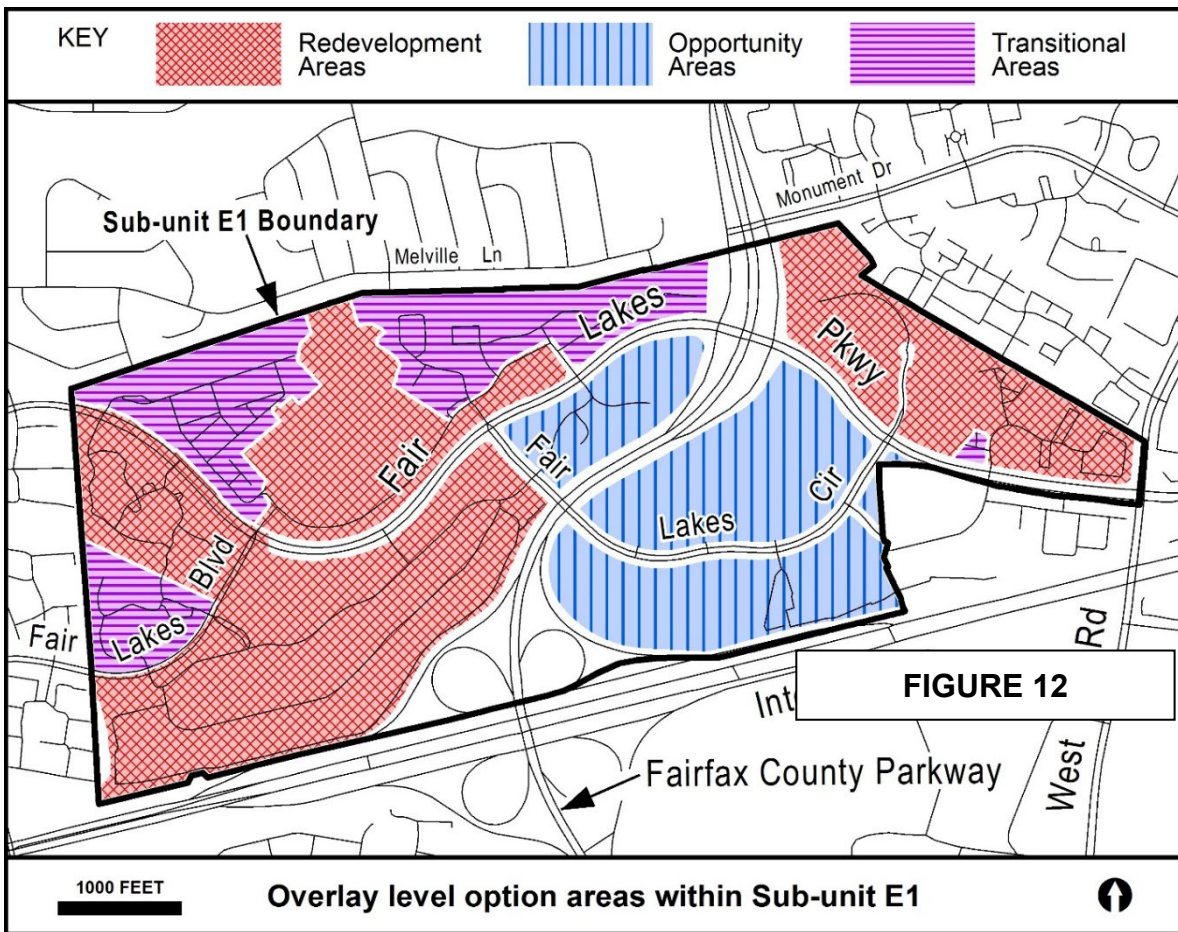 KEY
Redevelopment
Areas
Opportunity
Areas
Transitional
Areas
Monument Dr
Sub-unit E1 Boundary
Melville Ln
Lakes
Pkwy
Fair
Fair
Cir
Lakes
Blvd
Fair
Lakes
Rd
FIGURE 12
Int
West
Fairfax County Parkway
1000 FEET
Overlay level option areas within Sub-unit E1